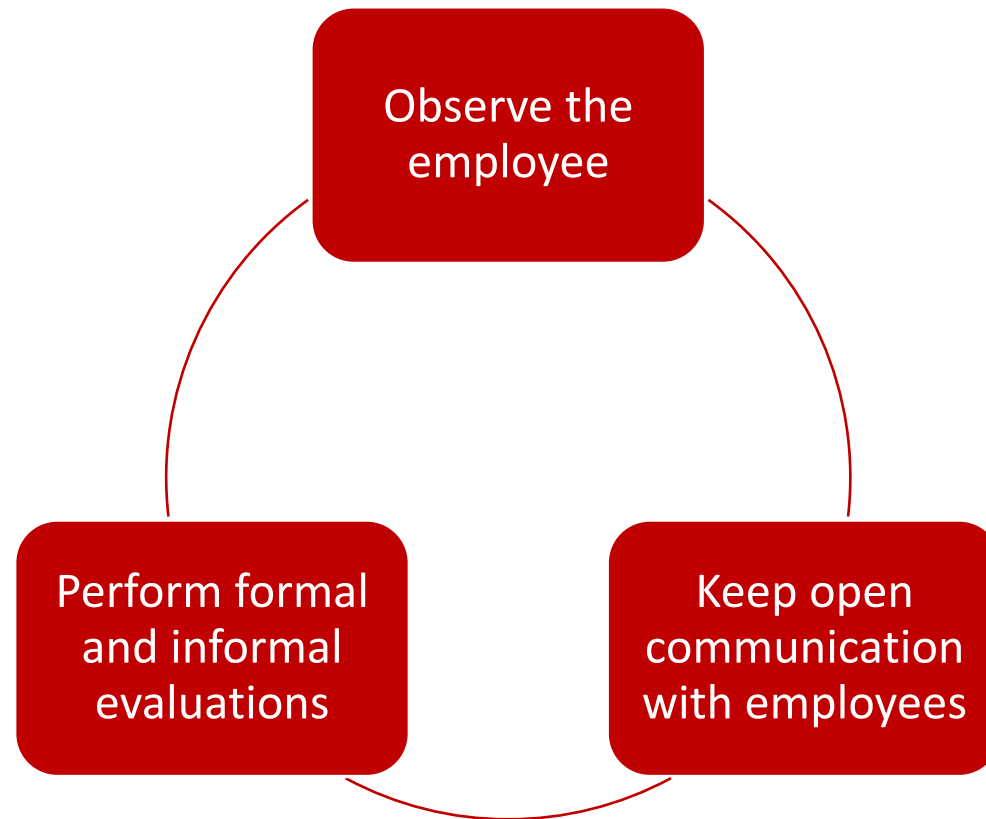 Observe the
employee
Perform formal
and informal
evaluations
Keep open
communication
with employees